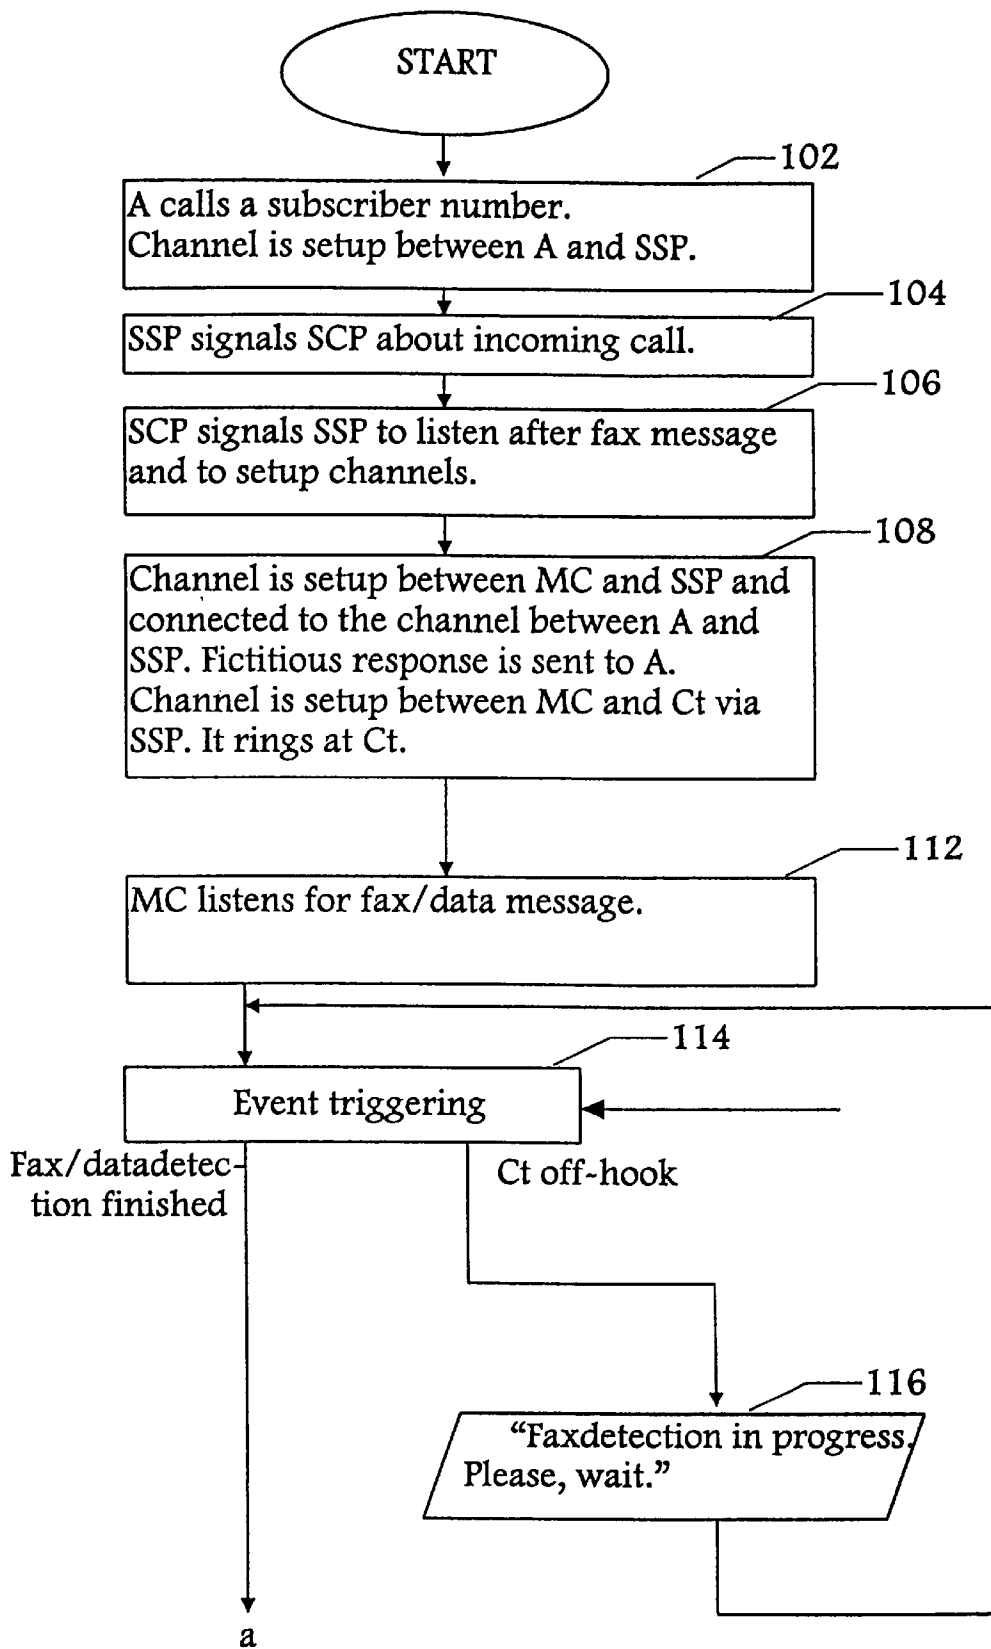 START
102
A calls a subscriber number.
Channel is setup between A and SSP.
104
SSP signals SCP about incoming call.
106
SCP signals SSP to listen after fax message
and to setup channels.
108
Channel is setup between MC and SSP and
connected to the channel between A and
SSP. Fictitious response is sent to A.
Channel is setup between MC and Ct via
SSP. It rings at Ct.
112
MC listens for fax/data message.
114
Event triggering
Fax/datadetec-
tion finished
Ct off-hook
116
“Faxdetection in progress.
Please, wait.”
a